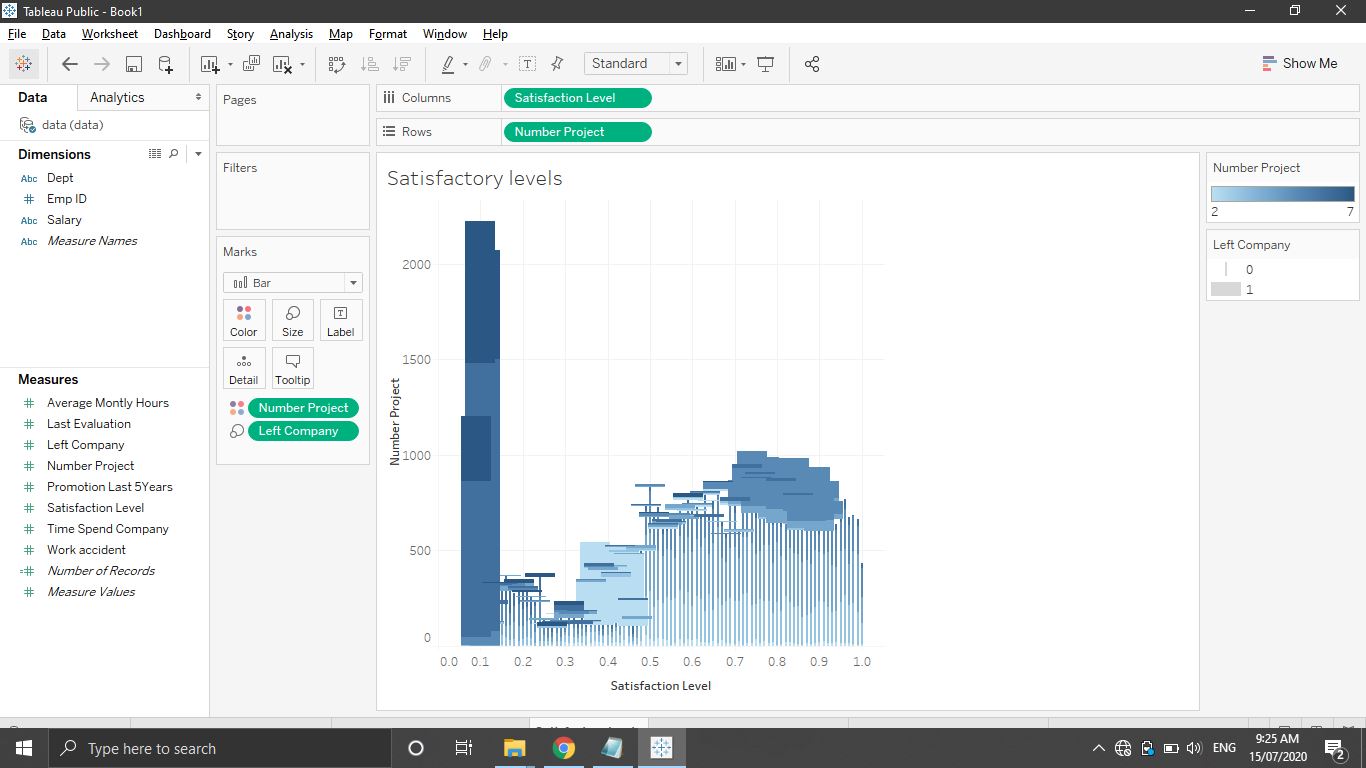 Tableau Public - Book1
File Data Worksheet Dashboard Story Analysis Map Format Window Help
Standard
Show Me
Data Analytics
data (data)
Dimensions
Abc Dept
# Emp ID
Abc Salary
Abc Measure Names
Measures
# Average Montly Hours
# Last Evaluation
# Left Company
# Number Project
# Promotion Last 5Years
# Satisfaction Level
# Time Spend Company
# Work accident
=# Number of Records
# Measure Values
Pages
Filters
Marks
Bar
Color Size Label
Detail Tooltip
Number Project
Left Company
Columns Satisfaction Level
Rows Number Project
Satisfactory levels
2000
1500
1000
500
0
Number Project
0.0 0.1 0.2 0.3 0.4 0.5 0.6 0.7 0.8 0.9 1.0
Satisfaction Level
Number Project
2 7
Left Company
0
1
Type here to search
ENG
9:25 AM
15/07/2020
2